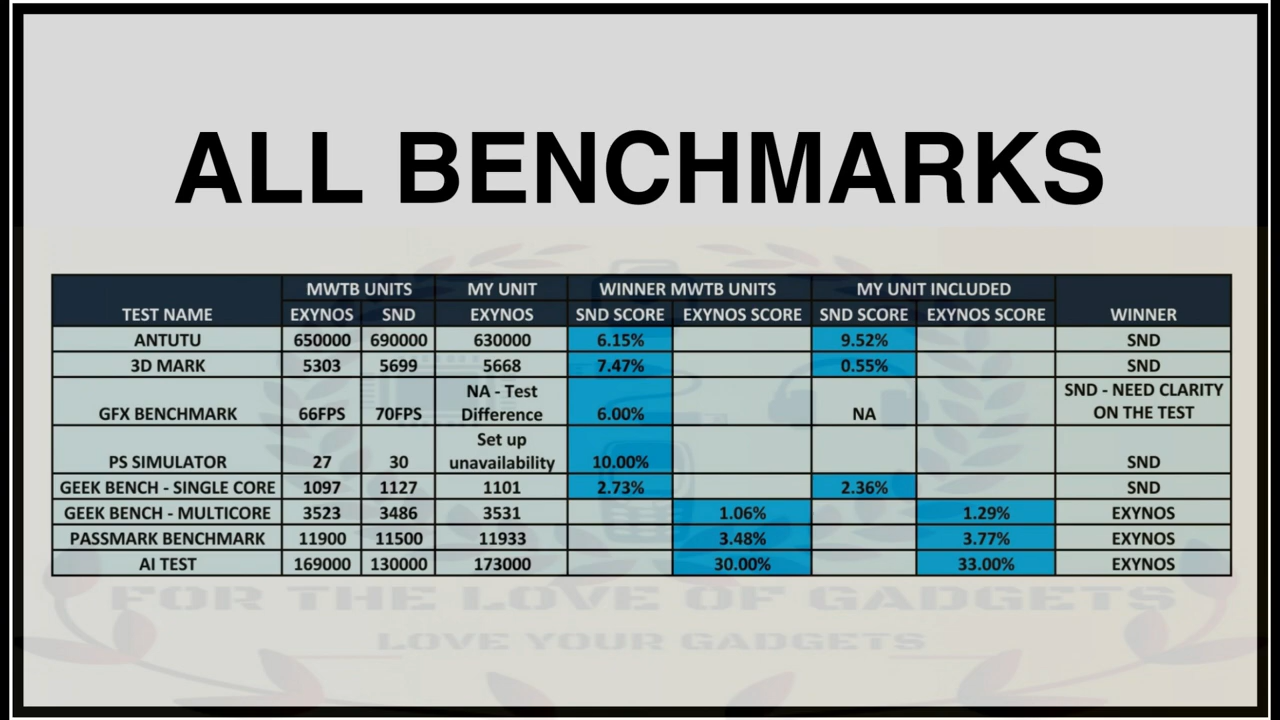 ALL BENCHMARKS
MWTB UNITS MY UNIT WINNER MWTB UNITS MY UNIT INCLUDED
TEST NAME EXYNOS SND EXYNOS SND SCORE EXYNOS SCORE SND SCORE EXYNOS SCORE WINNER
ANTUTU 650000 690000 630000 6.15% 9.52% SND
3D MARK 5303 5699 5668 7.47% 0.55% SND
NA - Test SND - NEED CLARITY
GFX BENCHMARK 66FPS 70FPS Difference 6.00% NA ON THE TEST
Set up
PS SIMULATOR 27 30 unavailability 10.00% SND
GEEK BENCH - SINGLE CORE 1097 1127 1101 2.73% 2.36% SND
GEEK BENCH - MULTICORE 3523 3486 3531 1.06% 1.29% EXYNOS
PASSMARK BENCHMARK 11900 11500 11933 3.48% 3.77% EXYNOS
AI TEST 169000 130000 173000 30.00% 33.00% EXYNOS
FOR THE LOVE OF GADGETS
LOVE YOUR GADGETS